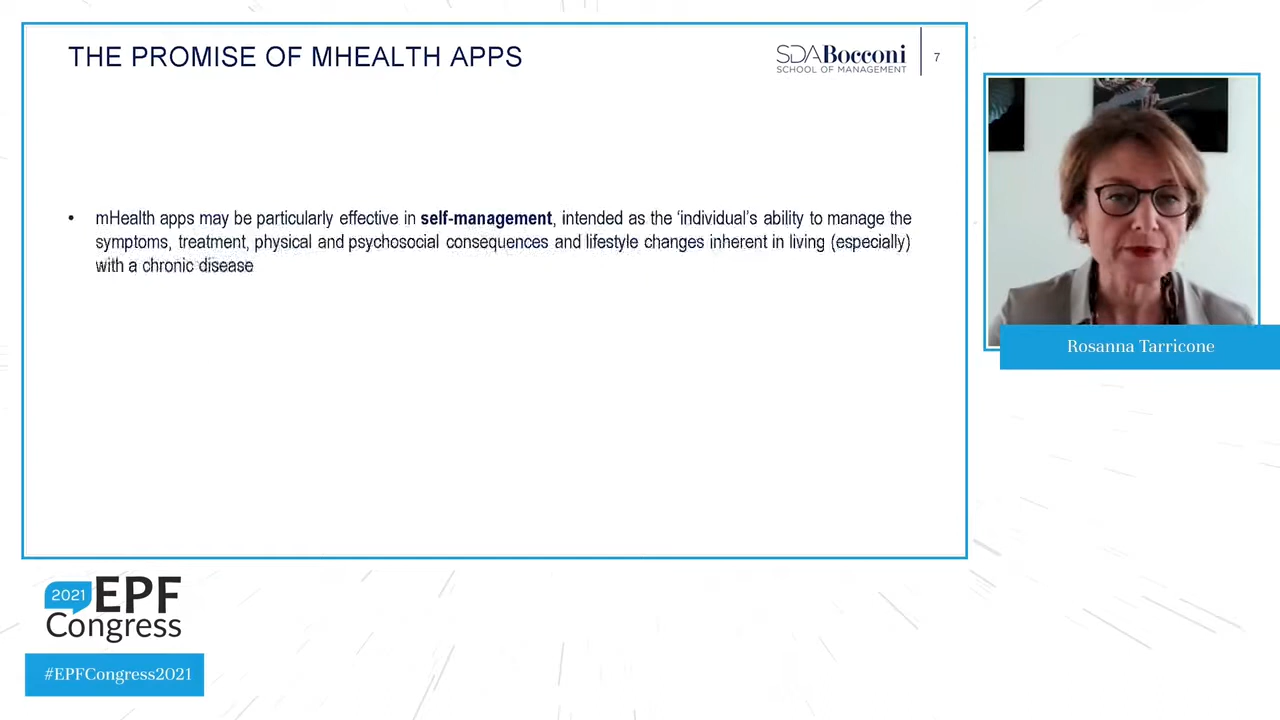 THE PROMISE OF MHEALTH APPS
SDABocconi
SCHOOL OF MANAGEMENT
7
• mHealth apps may be particularly effective in self-management, intended as the ‘individual’s ability to manage the
symptoms, treatment, physical and psychosocial consequences and lifestyle changes inherent in living (especially)
with a chronic disease
Rosanna Tarricone
2021 EPF
Congress
#EPFCongress2021